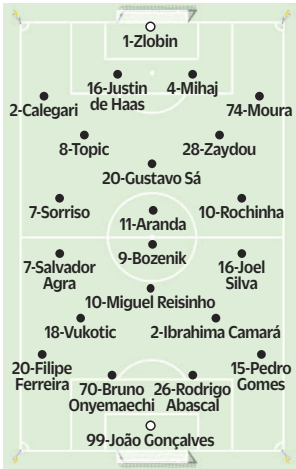 1-Zlobin
16-Justin
de Haas
4-Mihaj
2-Calegari
74-Moura
8-Topic
28-Zaydou
20-Gustavo Sá
7-Sorriso
10-Rochinha
11-Aranda
9-Bozenik
7-Salvador
Agra
16-Joel
Silva
10-Miguel Reisinho
18-Vukotic
2-Ibrahima Camará
20-Filipe
Ferreira
15-Pedro
Gomes
70-Bruno
Onyemaechi
26-Rodrigo
Abascal
99-João Gonçalves